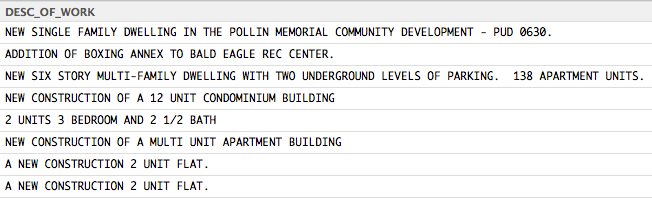 DESC_OF_WORK
NEW SINGLE FAMILY DWELLING IN THE POLLIN MEMORIAL COMMUNITY DEVELOPMENT - PUD 0630.
ADDITION OF BOXING ANNEX TO BALD EAGLE REC CENTER.
NEW SIX STORY MULTI-FAMILY DWELLING WITH TWO UNDERGROUND LEVELS OF PARKING.  138 APARTMENT UNITS.
NEW CONSTRUCTION OF A 12 UNIT CONDOMINIUM BUILDING
2 UNITS 3 BEDROOM AND 2 1/2 BATH
NEW CONSTRUCTION OF A MULTI UNIT APARTMENT BUILDING
A NEW CONSTRUCTION 2 UNIT FLAT.
A NEW CONSTRUCTION 2 UNIT FLAT.